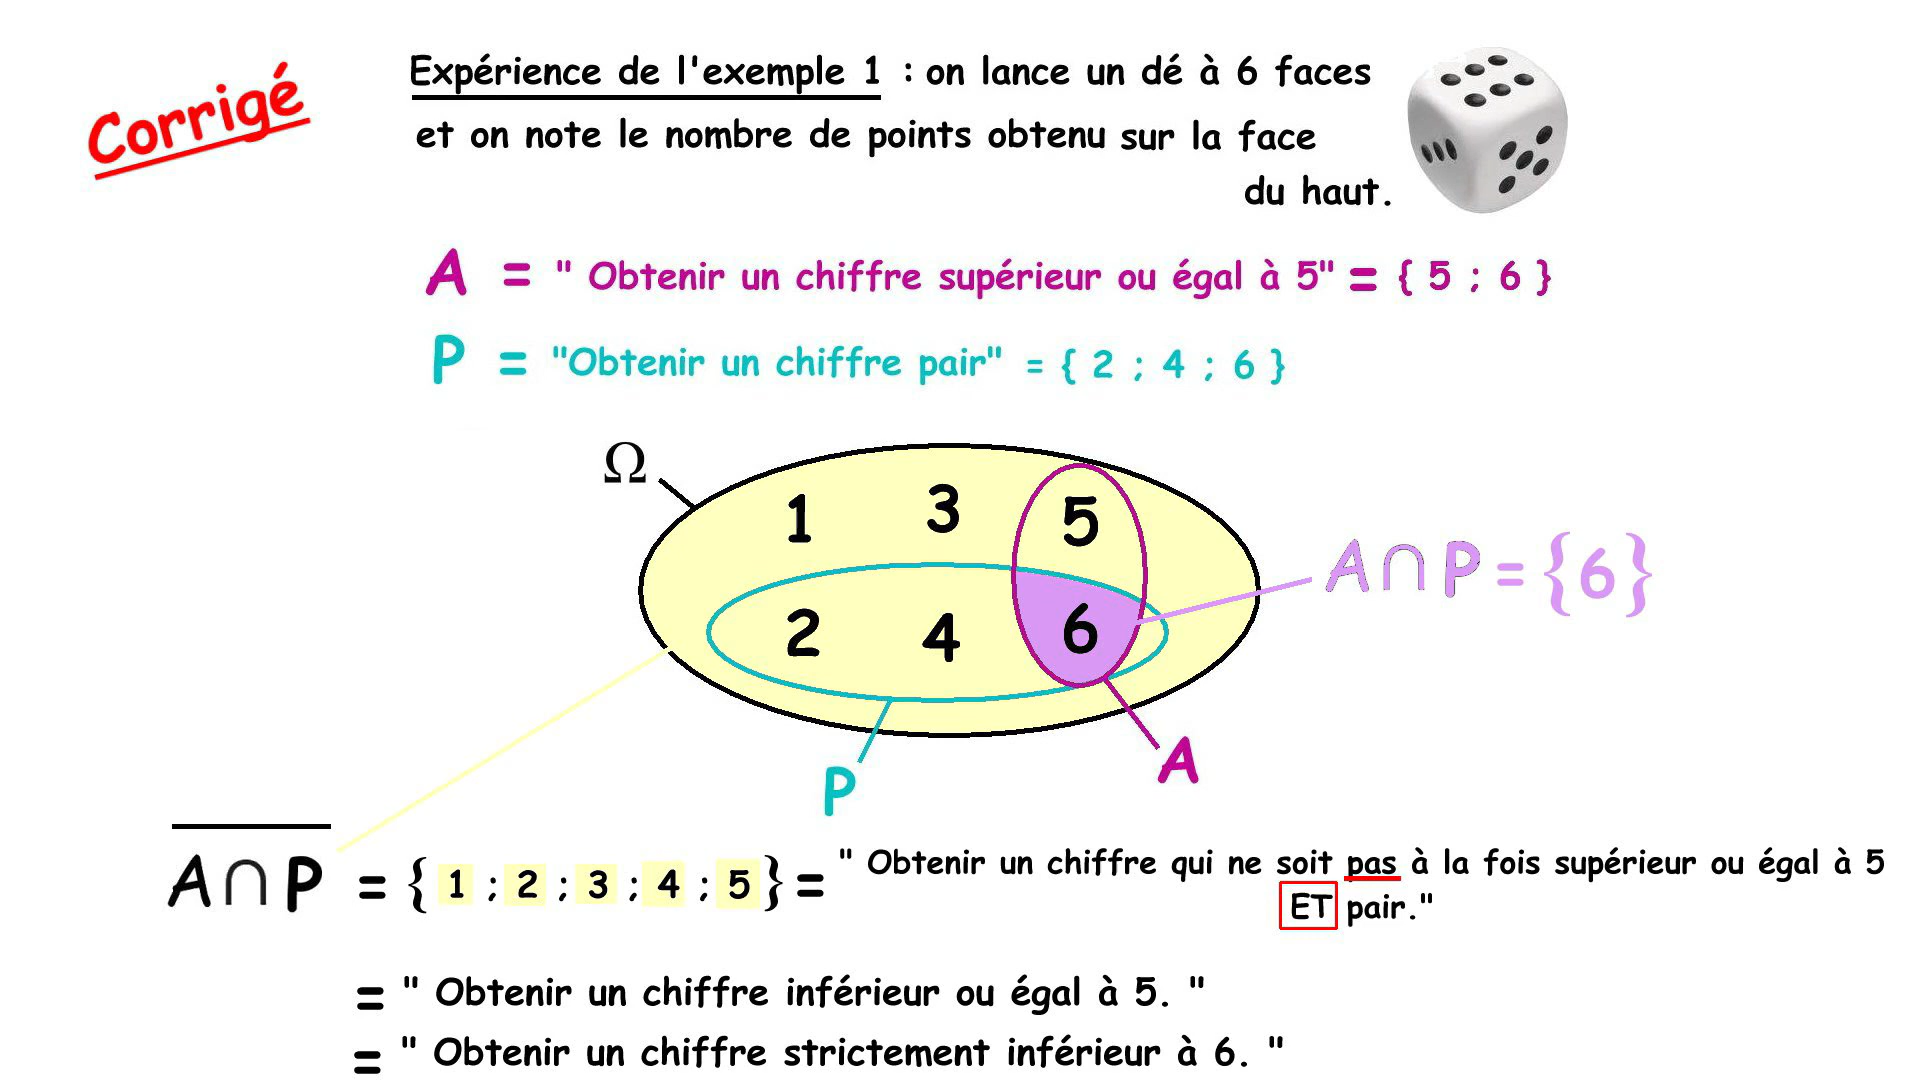 Corrigé
Expérience de l'exemple 1 : on lance un dé à 6 faces
et on note le nombre de points obtenu sur la face
du haut.
A = " Obtenir un chiffre supérieur ou égal à 5" = { 5 ; 6 }
P = "Obtenir un chiffre pair" = { 2 ; 4 ; 6 }
Ω
1 3 5
A∩P = {6}
2 4 6
P
A
A̅∩̅P̅ = { 1 ; 2 ; 3 ; 4 ; 5 } = " Obtenir un chiffre qui ne soit pas à la fois supérieur ou égal à 5
ET pair."
= " Obtenir un chiffre inférieur ou égal à 5. "
= " Obtenir un chiffre strictement inférieur à 6. "